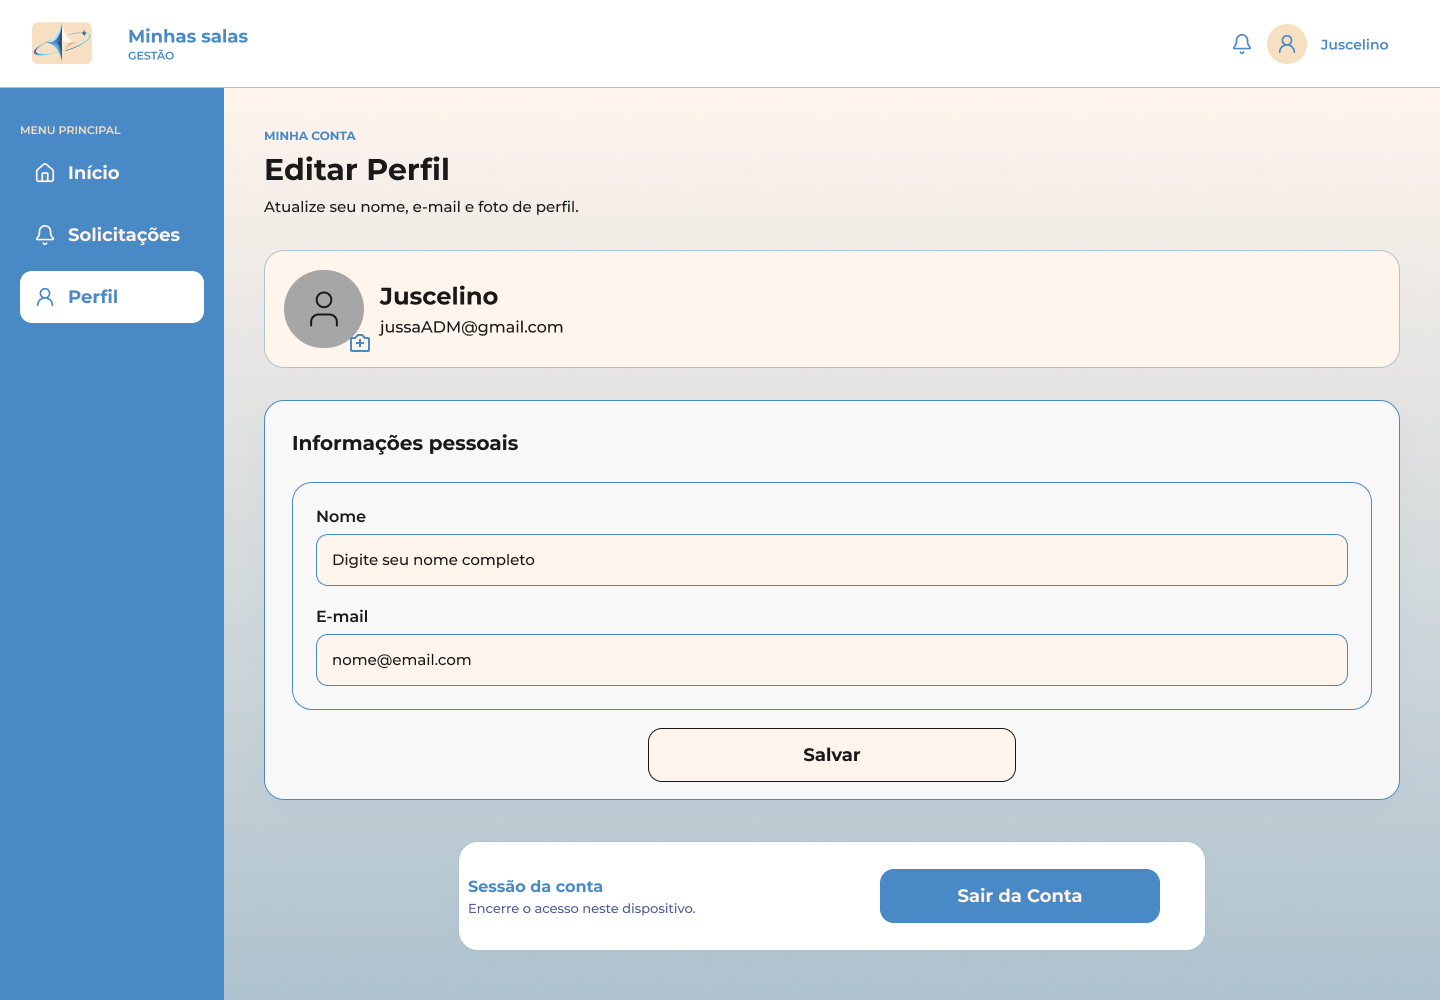 Minhas salas
GESTÃO
Juscelino
MENU PRINCIPAL
Início
Solicitações
Perfil
MINHA CONTA
Editar Perfil
Atualize seu nome, e-mail e foto de perfil.
Juscelino
jussaADM@gmail.com
Informações pessoais
Nome
Digite seu nome completo
E-mail
nome@email.com
Salvar
Sessão da conta
Encerre o acesso neste dispositivo.
Sair da Conta